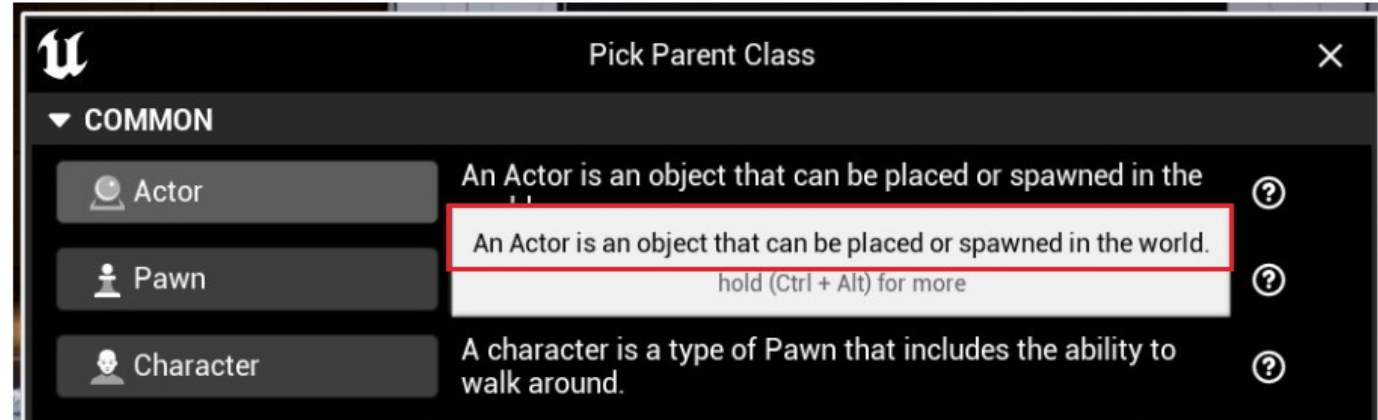 Pick Parent Class
COMMON
Actor
An Actor is an object that can be placed or spawned in the
An Actor is an object that can be placed or spawned in the world.
hold (Ctrl + Alt) for more
Pawn
Character
A character is a type of Pawn that includes the ability to
walk around.